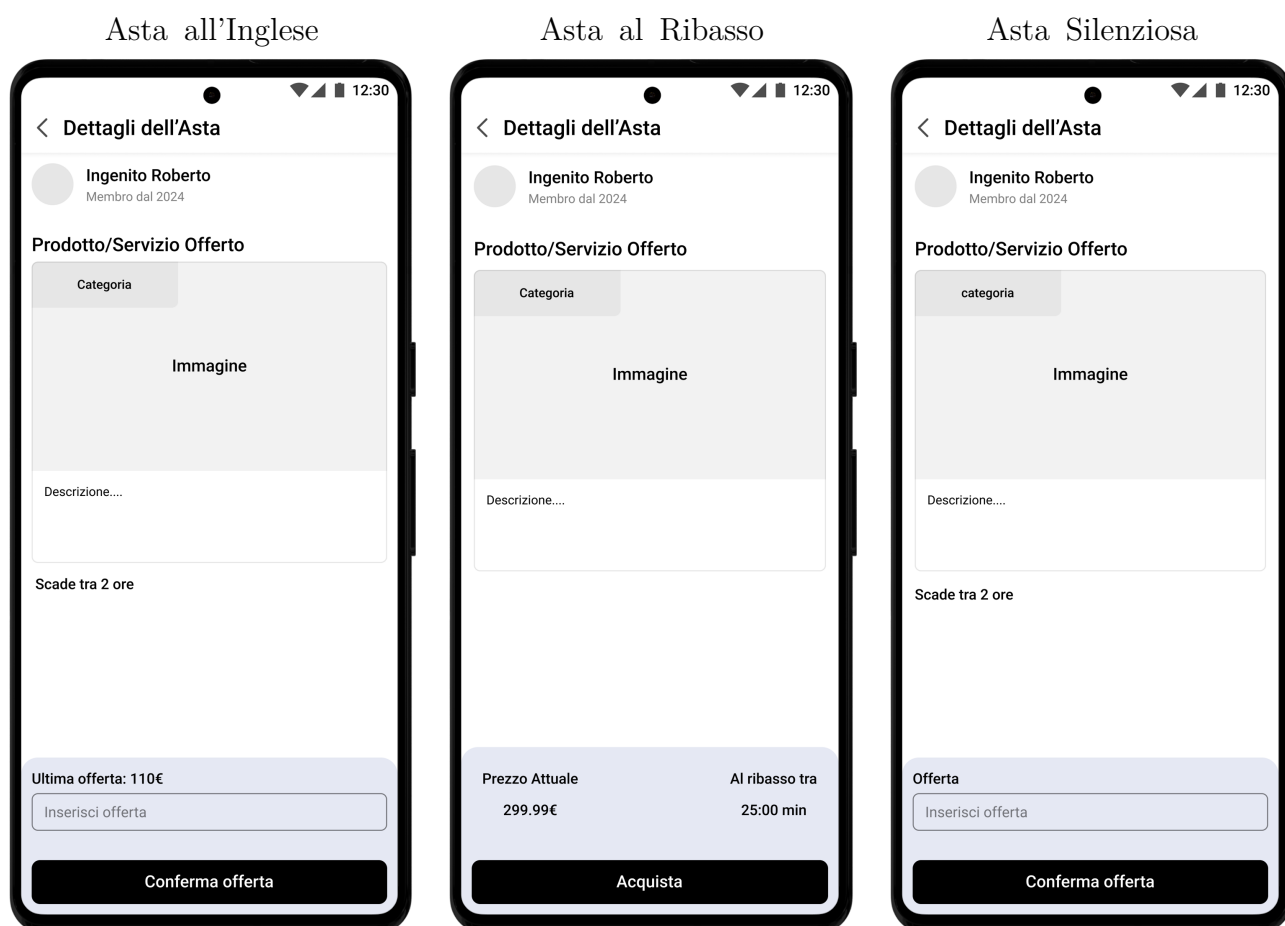 Asta all'Inglese
12:30
Dettagli dell'Asta
Ingenito Roberto
Membro dal 2024
Prodotto/Servizio Offerto
Categoria
Immagine
Descrizione....
Scade tra 2 ore
Ultima offerta: 110€
Inserisci offerta
Conferma offerta
Asta al Ribasso
12:30
Dettagli dell'Asta
Ingenito Roberto
Membro dal 2024
Prodotto/Servizio Offerto
Categoria
Immagine
Descrizione....
Prezzo Attuale Al ribasso tra
299.99€ 25:00 min
Acquista
Asta Silenziosa
12:30
Dettagli dell'Asta
Ingenito Roberto
Membro dal 2024
Prodotto/Servizio Offerto
categoria
Immagine
Descrizione....
Scade tra 2 ore
Offerta
Inserisci offerta
Conferma offerta